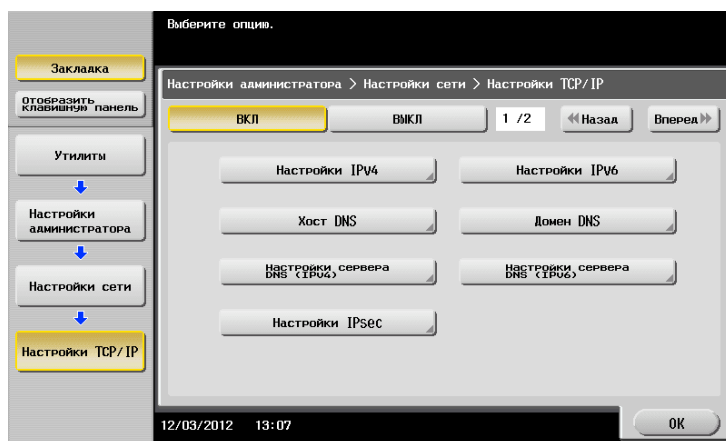 Выберите опцию.
Закладка
Отобразить
клавишную панель
Утилиты
Настройки
администратора
Настройки сети
Настройки TCP/IP
Настройки администратора > Настройки сети > Настройки TCP/IP
ВКЛ ВЫКЛ 1 /2 Назад Вперед
Настройки IPv4 Настройки IPv6
Хост DNS Домен DNS
Настройки сервера
DNS (IPv4)
Настройки сервера
DNS (IPv6)
Настройки IPsec
12/03/2012 13:07
OK